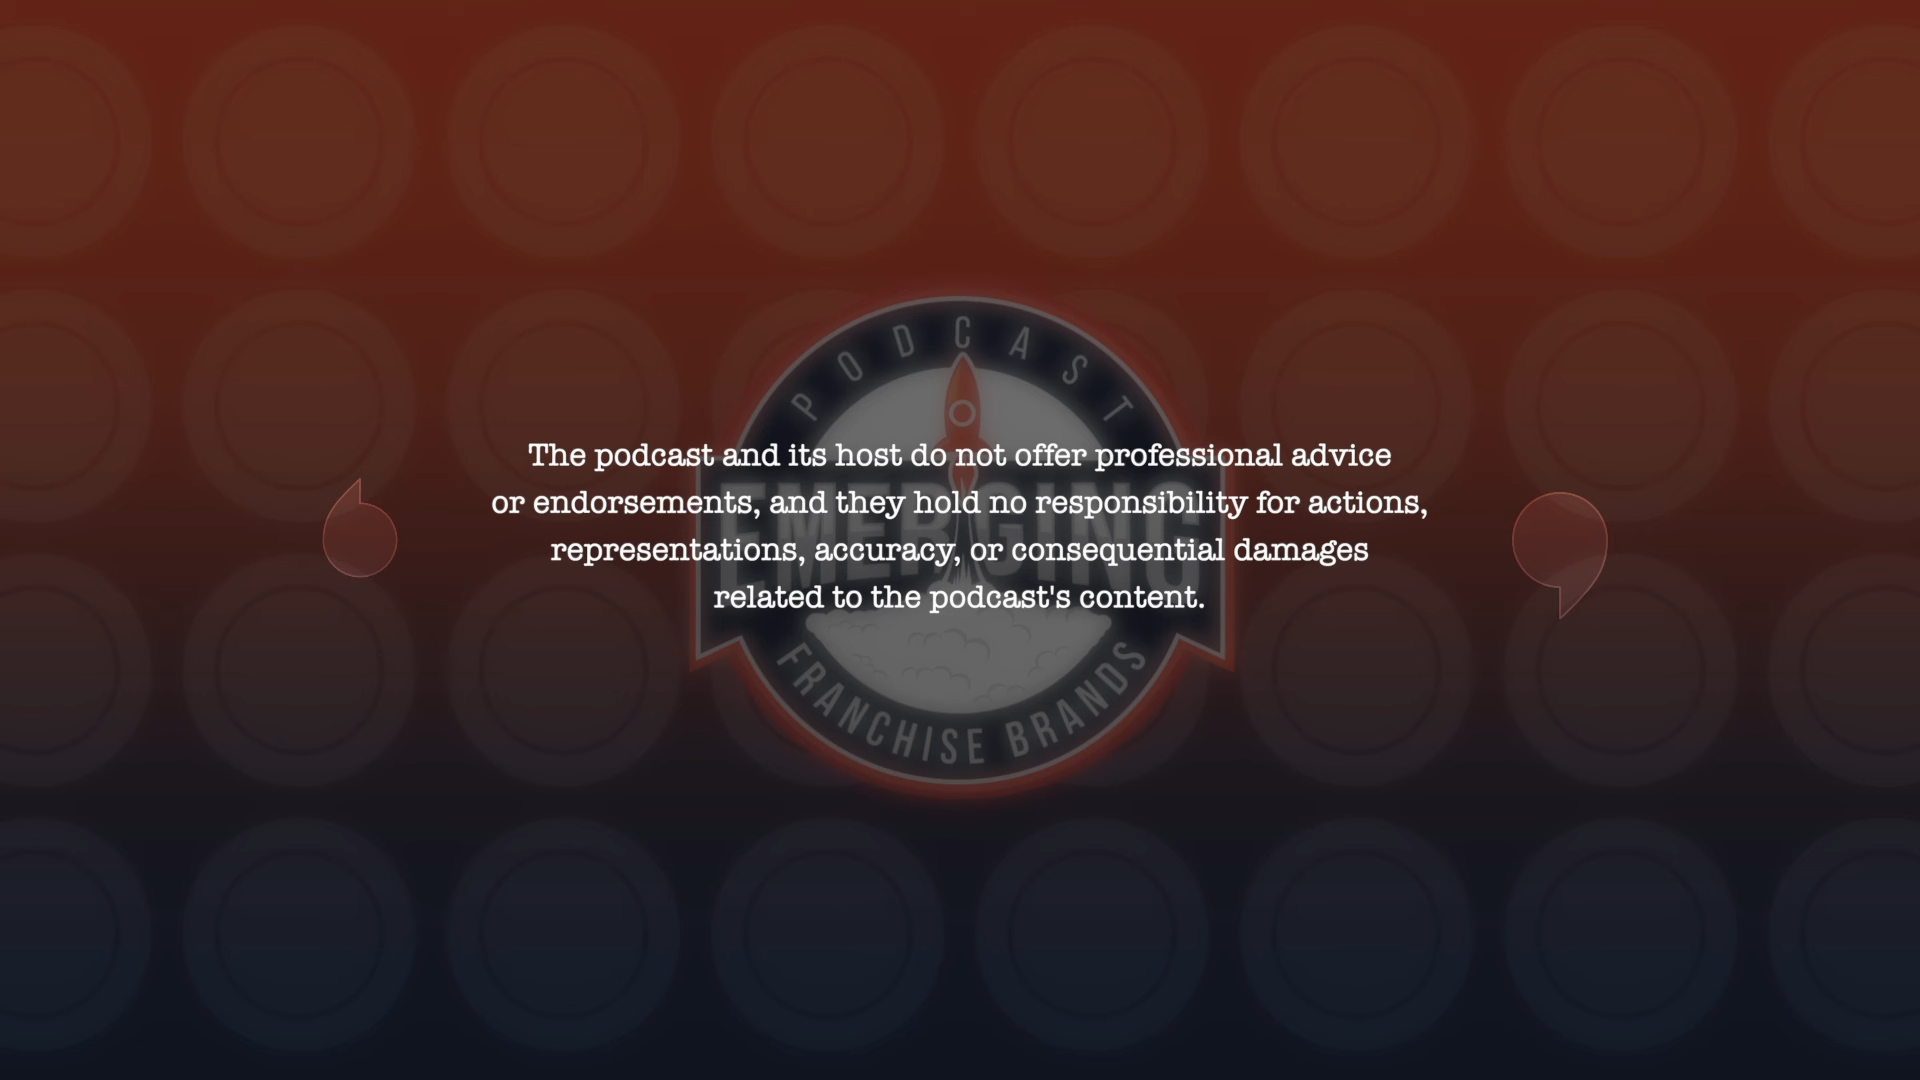 PODCAST
The podcast and its host do not offer professional advice
or endorsements, and they hold no responsibility for actions,
representations, accuracy, or consequential damages
related to the podcast's content.
EMERGING
FRANCHISE BRANDS